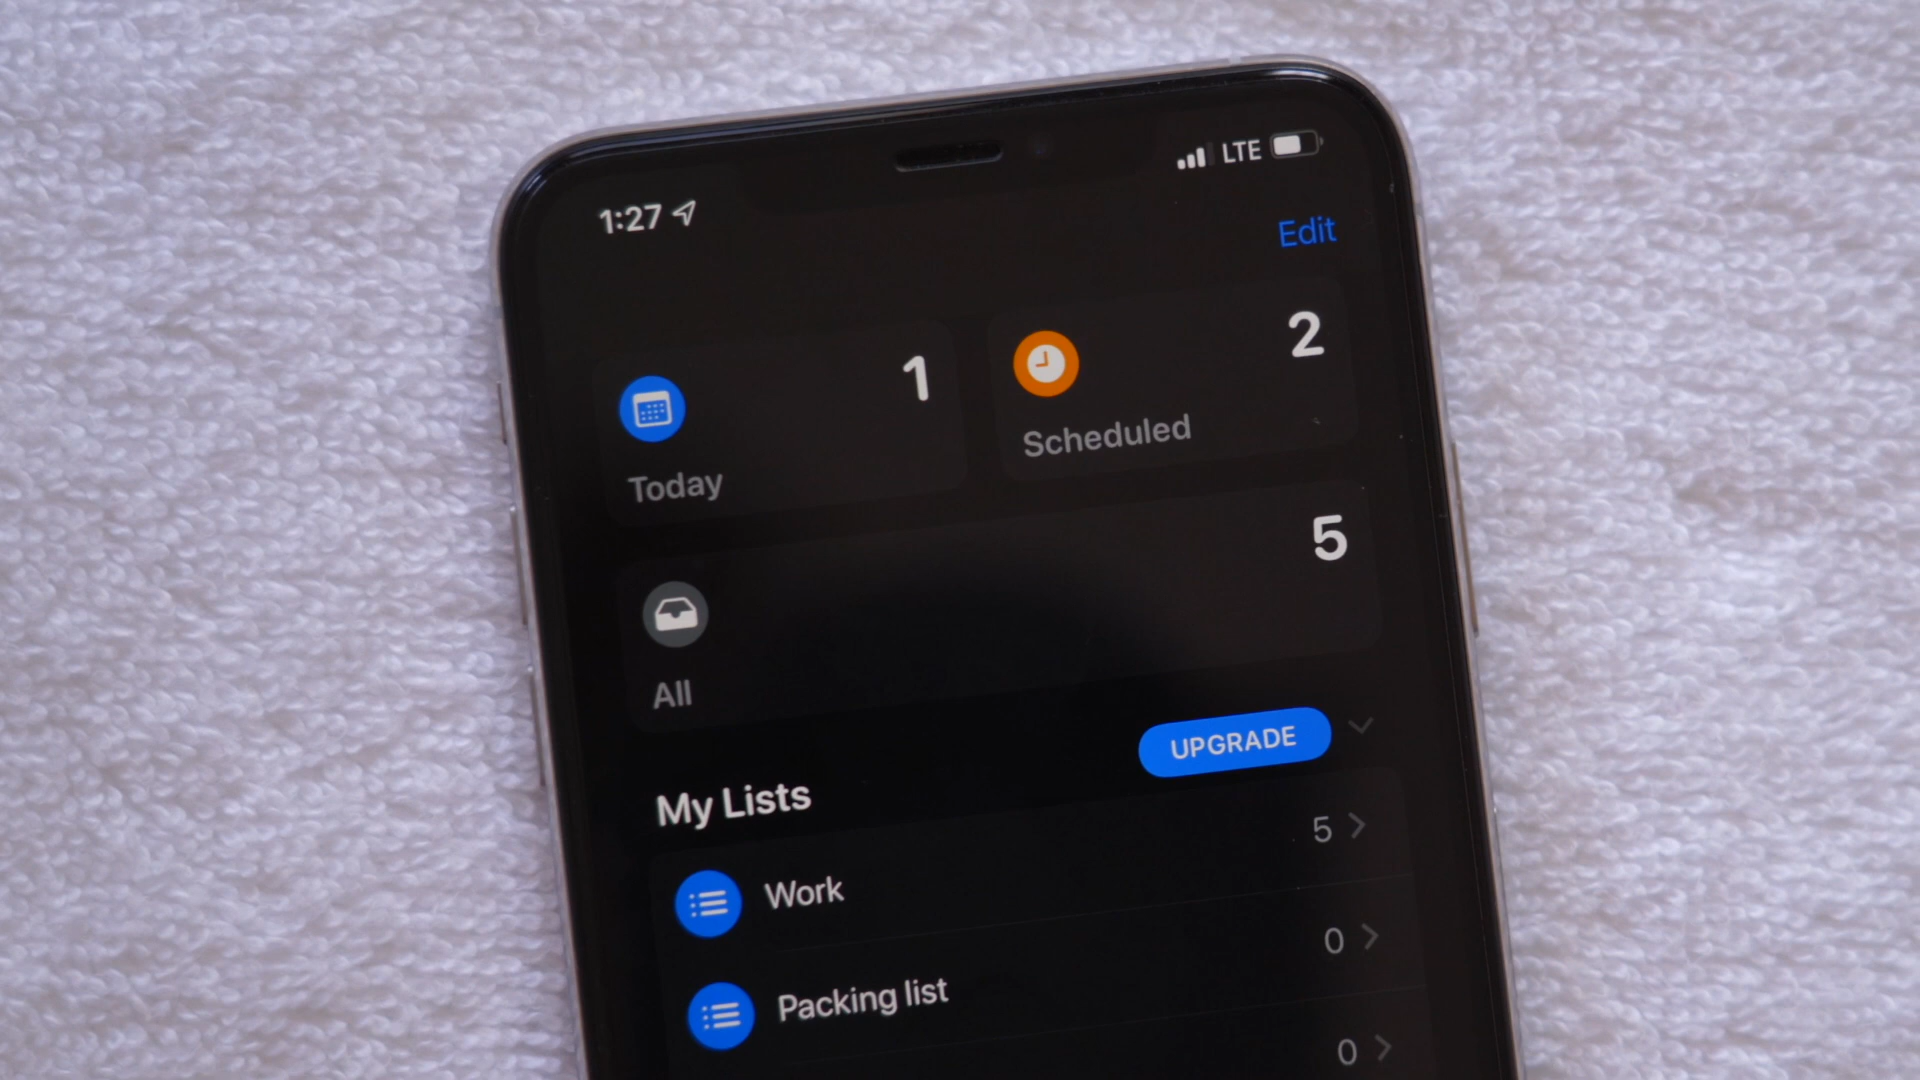 1:27 LTE
Edit
1
Today
2
Scheduled
5
All
My Lists UPGRADE
Work 5
Packing list 0
0